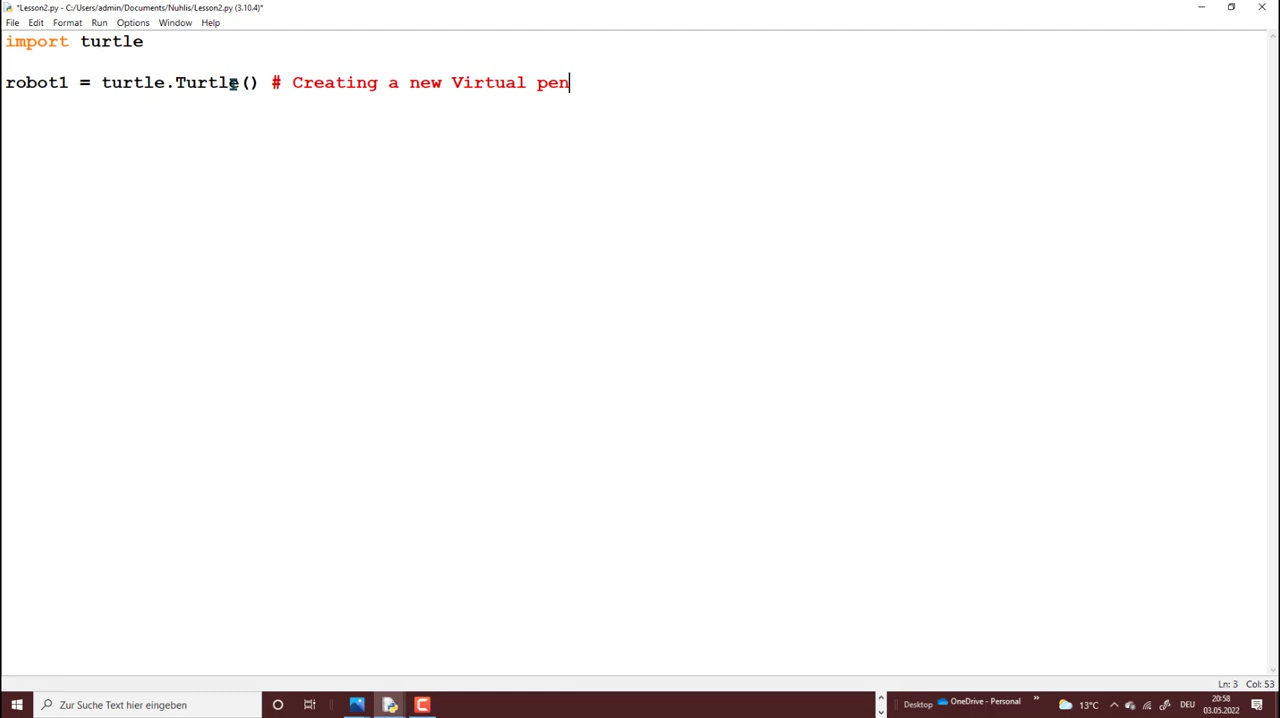 *Lesson2.py - C:/Users/admin/Documents/Nuhlis/Lesson2.py (3.10.4)*
File Edit Format Run Options Window Help
import turtle
robot1 = turtle.Turtle() # Creating a new Virtual pen
Ln: 3 Col: 53
Zur Suche Text hier eingeben
Desktop OneDrive - Personal » 13°C DEU 20:58
03.05.2022